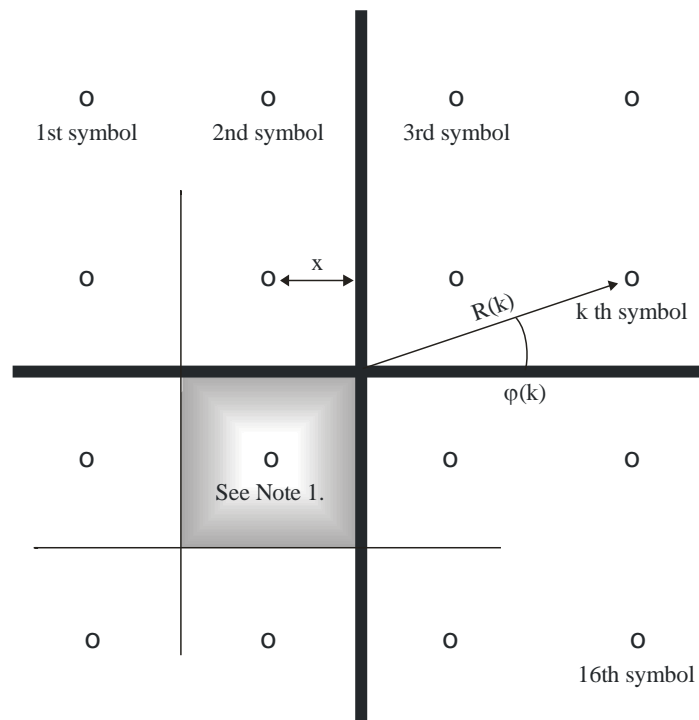 1st symbol 2nd symbol 3rd symbol
x
R(k)
k th symbol
φ(k)
See Note 1.
16th symbol